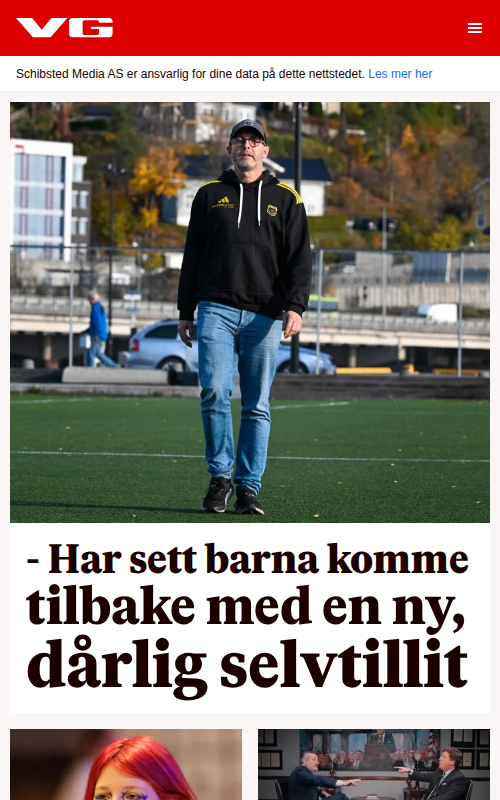 VG
Schibsted Media AS er ansvarlig for dine data på dette nettstedet. Les mer her
- Har sett barna komme
tilbake med en ny,
dårlig selvtillit